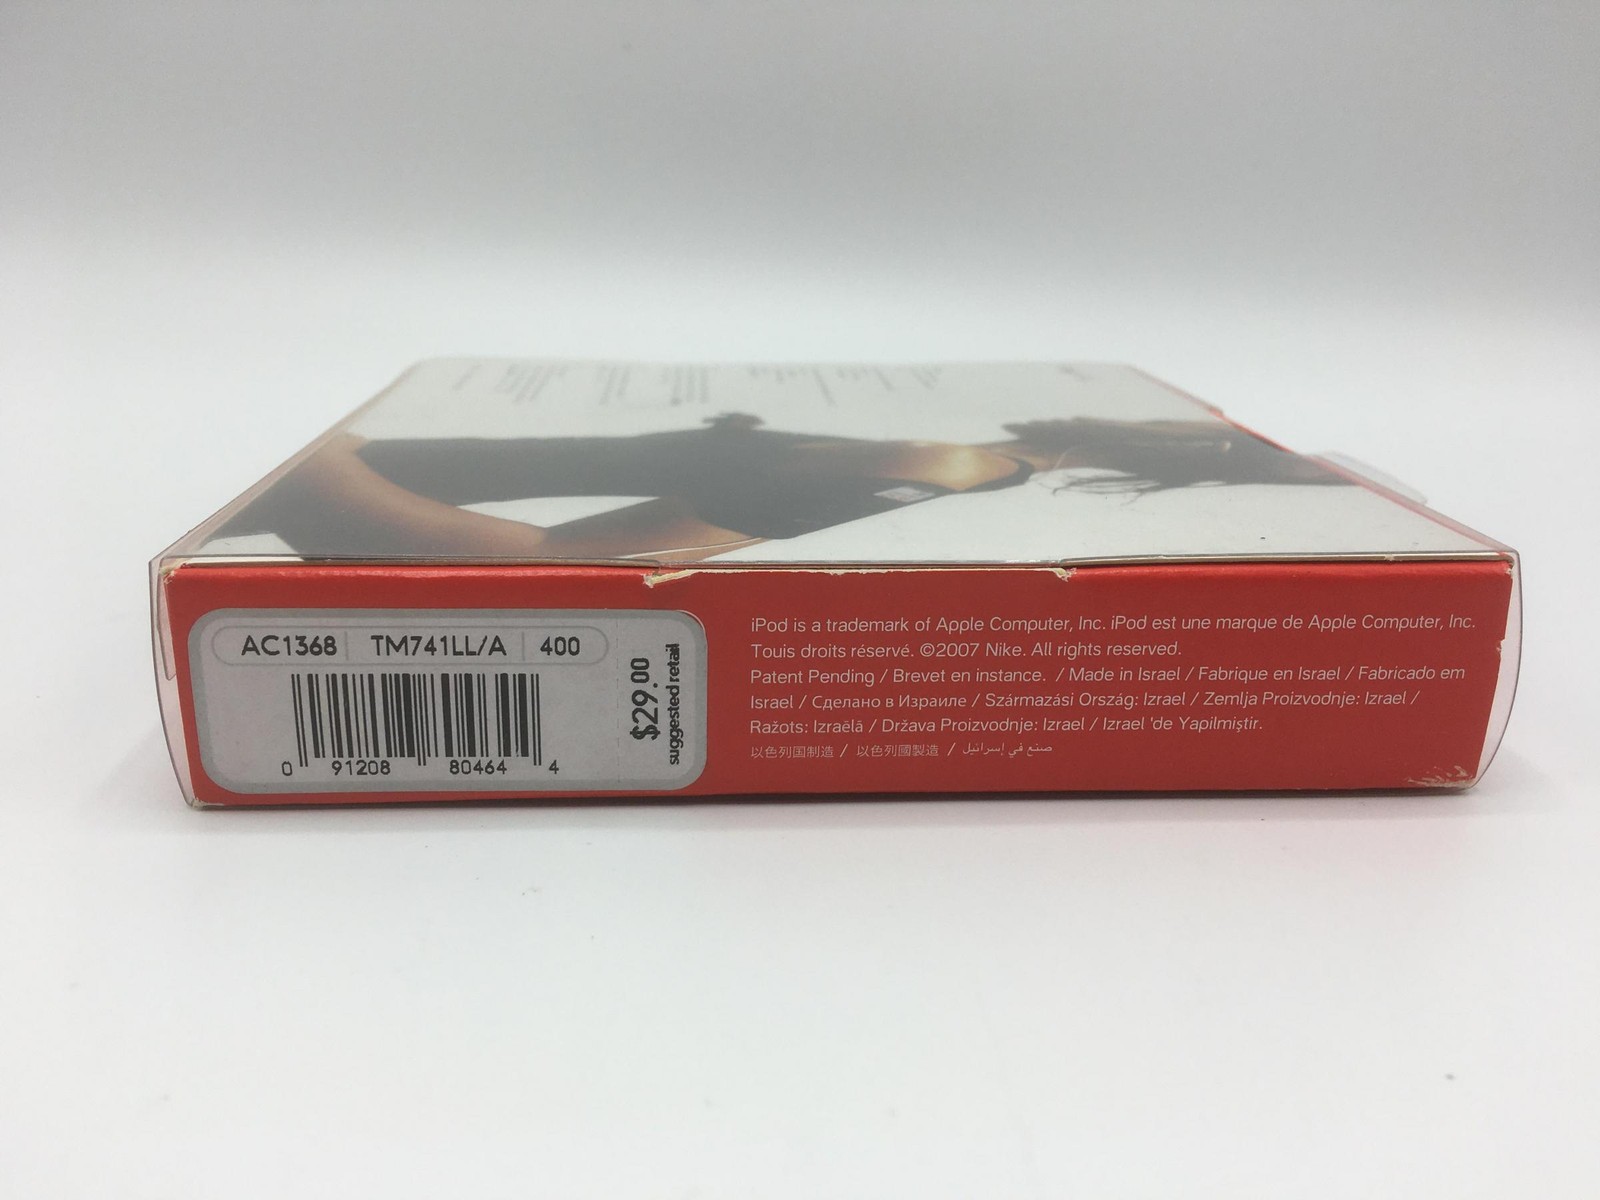 AC1368 TM741LL/A 400
0 91208 80464 4
$29.00
suggested retail
iPod is a trademark of Apple Computer, Inc. iPod est une marque de Apple Computer, Inc.
Touis droits réservé. ©2007 Nike. All rights reserved.
Patent Pending / Brevet en instance. / Made in Israel / Fabrique en Israel / Fabricado em
Israel / Сделано в Израиле / Származási Ország: Izrael / Zemlja Proizvodnje: Izrael /
Ražots: Izraēlā / Država Proizvodnje: Izrael / Izrael 'de Yapilmiştir.
以色列国制造 / 以色列國製造 / صنع في إسرائيل